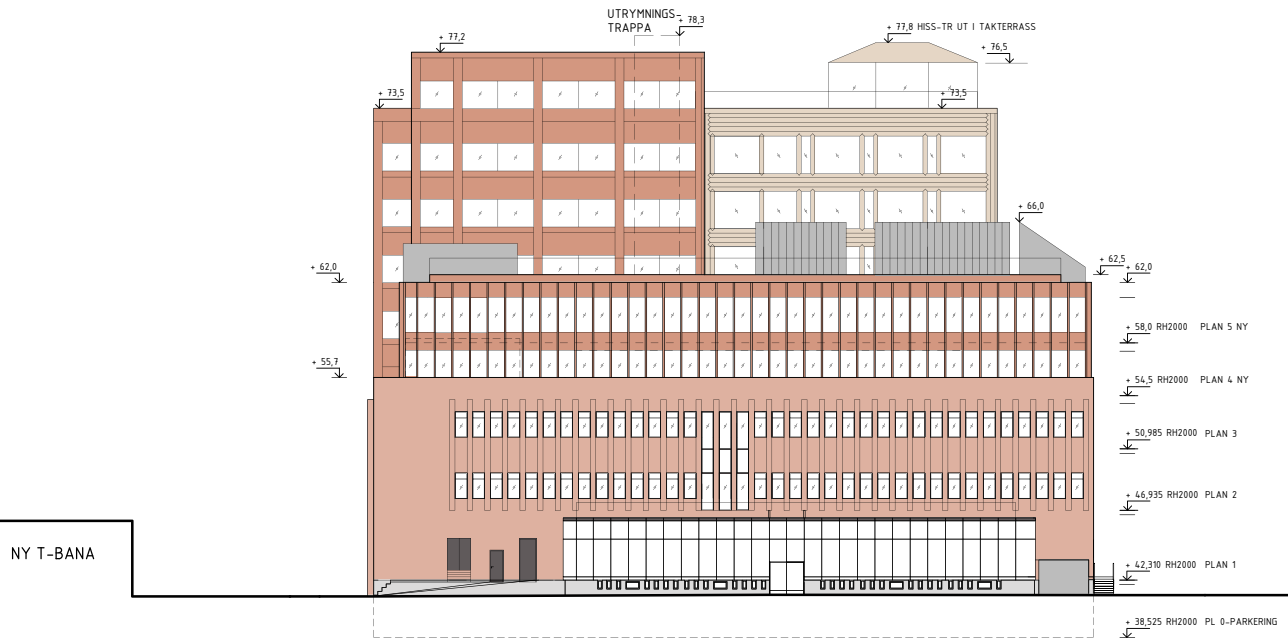 UTRYMNINGS-
TRAPPA
+ 78,3
+ 77,8 HISS-TR UT I TAKTERRASS
+ 77,2
+ 76,5
+ 73,5
+ 73,5
+ 66,0
+ 62,0
+ 62,5
+ 62,0
+ 58,0 RH2000 PLAN 5 NY
+ 55,7
+ 54,5 RH2000 PLAN 4 NY
+ 50,985 RH2000 PLAN 3
+ 46,935 RH2000 PLAN 2
NY T-BANA
+ 42,310 RH2000 PLAN 1
+ 38,525 RH2000 PL 0-PARKERING